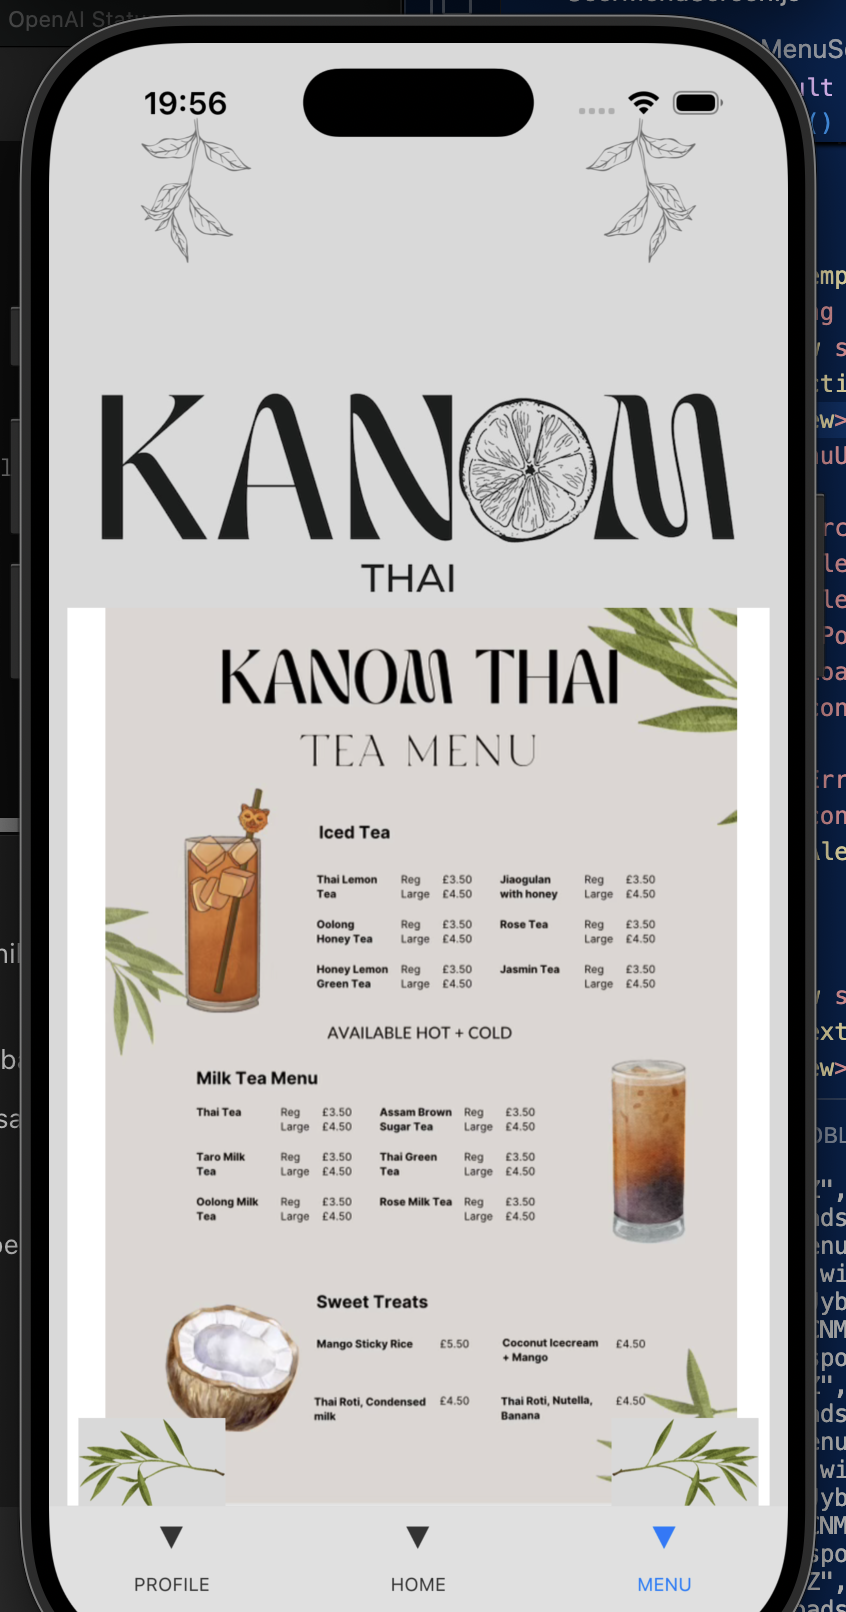 OpenAI Statu
MenuSc
ult
()
19:56
KANOM
THAI
KANOM THAI
TEA MENU
Iced Tea
Thai Lemon Tea Reg £3.50 Large £4.50
Jiaogulan with honey Reg £3.50 Large £4.50
Oolong Honey Tea Reg £3.50 Large £4.50
Rose Tea Reg £3.50 Large £4.50
Honey Lemon Green Tea Reg £3.50 Large £4.50
Jasmin Tea Reg £3.50 Large £4.50
AVAILABLE HOT + COLD
Milk Tea Menu
Thai Tea Reg £3.50 Large £4.50
Assam Brown Sugar Tea Reg £3.50 Large £4.50
Taro Milk Tea Reg £3.50 Large £4.50
Thai Green Tea Reg £3.50 Large £4.50
Oolong Milk Tea Reg £3.50 Large £4.50
Rose Milk Tea Reg £3.50 Large £4.50
Sweet Treats
Mango Sticky Rice £5.50
Coconut Icecream + Mango £4.50
Thai Roti, Condensed milk £4.50
Thai Roti, Nutella, Banana £4.50
PROFILE
HOME
MENU